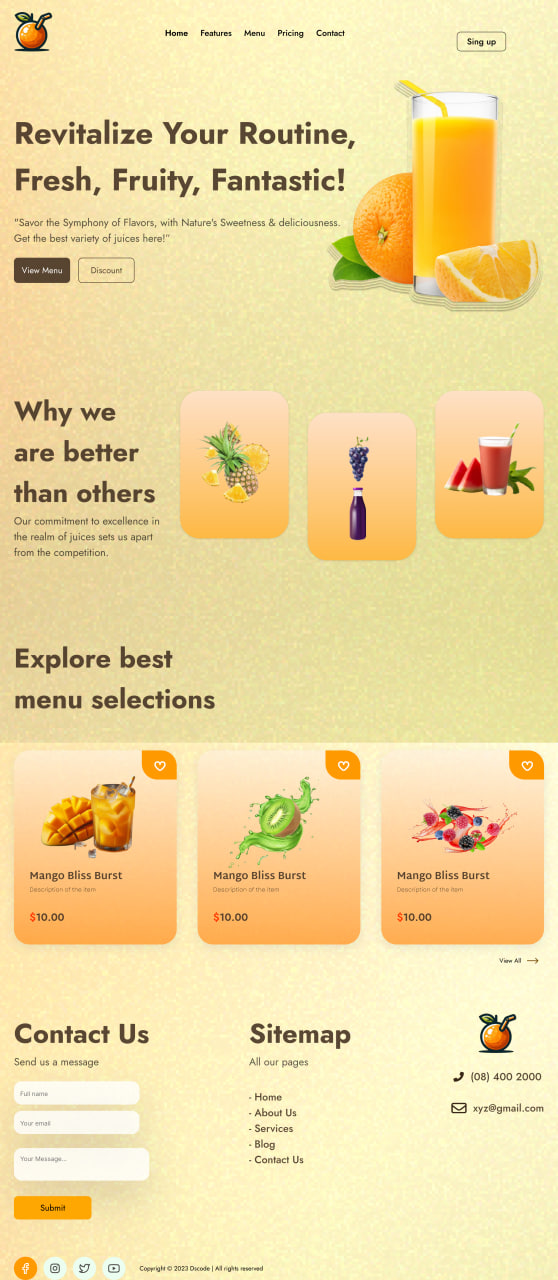 Home Features Menu Pricing Contact
Sing up
Revitalize Your Routine,
Fresh, Fruity, Fantastic!
"Savor the Symphony of Flavors, with Nature's Sweetness & deliciousness.
Get the best variety of juices here!"
View Menu Discount
Why we
are better
than others
Our commitment to excellence in
the realm of juices sets us apart
from the competition.
Explore best
menu selections
Mango Bliss Burst
Description of the item
$10.00
Mango Bliss Burst
Description of the item
$10.00
Mango Bliss Burst
Description of the item
$10.00
View All
Contact Us
Send us a message
Full name
Your email
Your Message...
Submit
Sitemap
All our pages
- Home
- About Us
- Services
- Blog
- Contact Us
(08) 400 2000
xyz@gmail.com
Copyright © 2023 Dscode | All rights reserved